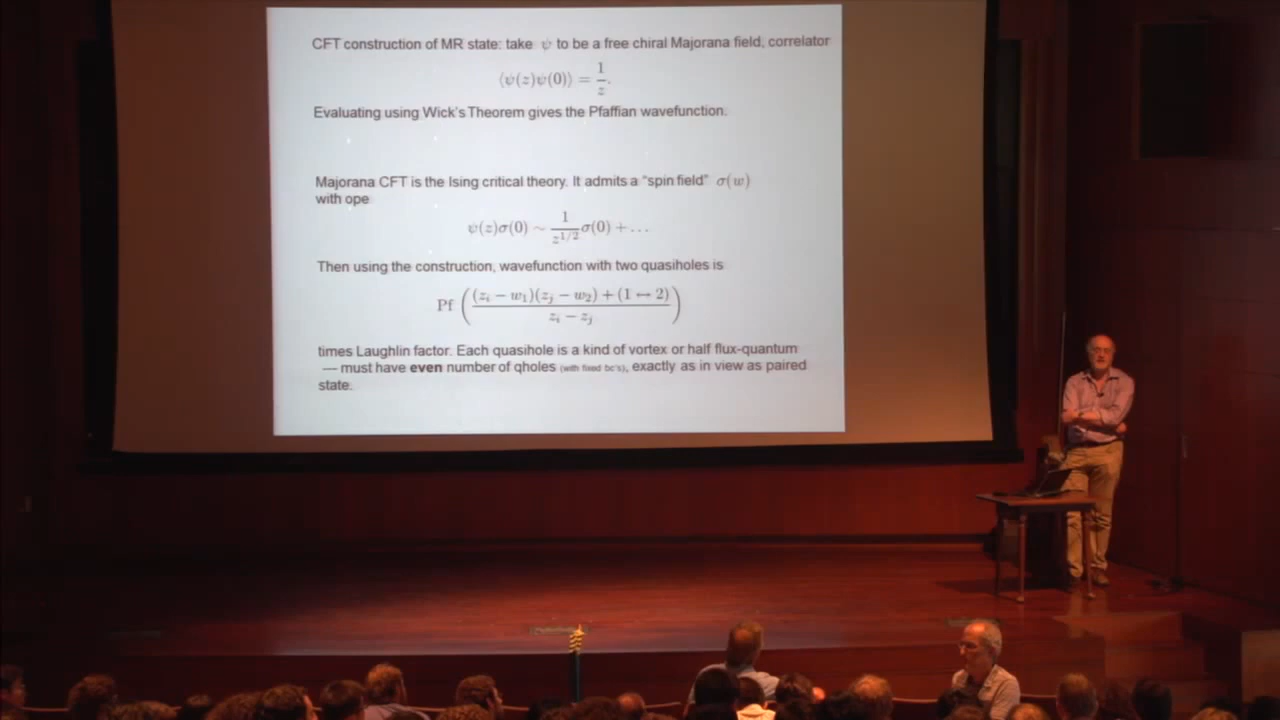 CFT construction of MR state: take ψ to be a free chiral Majorana field, correlator
⟨ψ(z)ψ(0)⟩ = 1/z.
Evaluating using Wick's Theorem gives the Pfaffian wavefunction.
Majorana CFT is the Ising critical theory. It admits a “spin field” σ(w)
with ope
ψ(z)σ(0) ∼ 1/z^{1/2} σ(0) + …
Then using the construction, wavefunction with two quasiholes is
Pf ( ((z_i − w_1)(z_j − w_2) + (1 ↔ 2)) / (z_i − z_j) )
times Laughlin factor. Each quasihole is a kind of vortex or half flux-quantum
— must have even number of qholes (with fixed bc's), exactly as in view as paired
state.